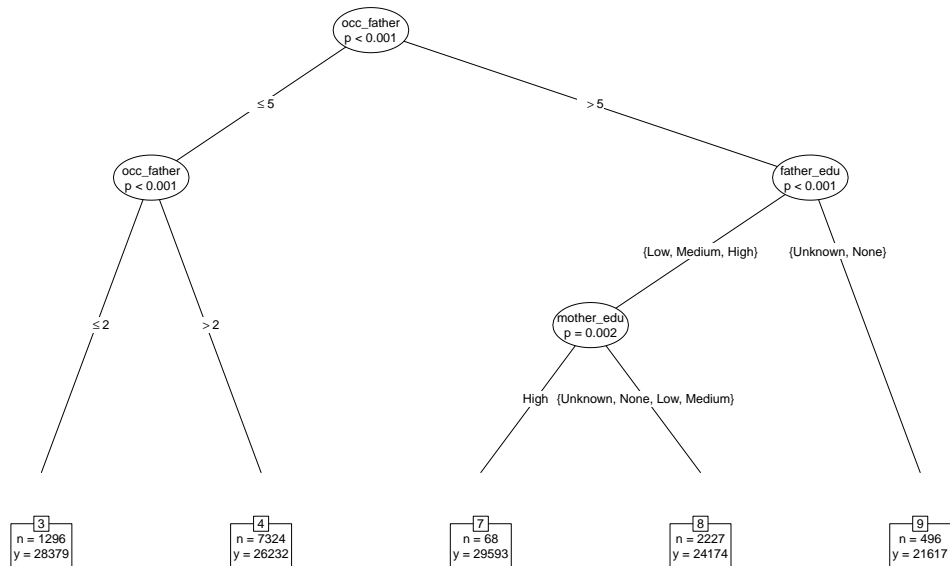 occ_father
p < 0.001
≤ 5
> 5
occ_father
p < 0.001
father_edu
p < 0.001
{Low, Medium, High}
{Unknown, None}
≤ 2
> 2
mother_edu
p = 0.002
High
{Unknown, None, Low, Medium}
3
n = 1296
y = 28379
4
n = 7324
y = 26232
7
n = 68
y = 29593
8
n = 2227
y = 24174
9
n = 496
y = 21617